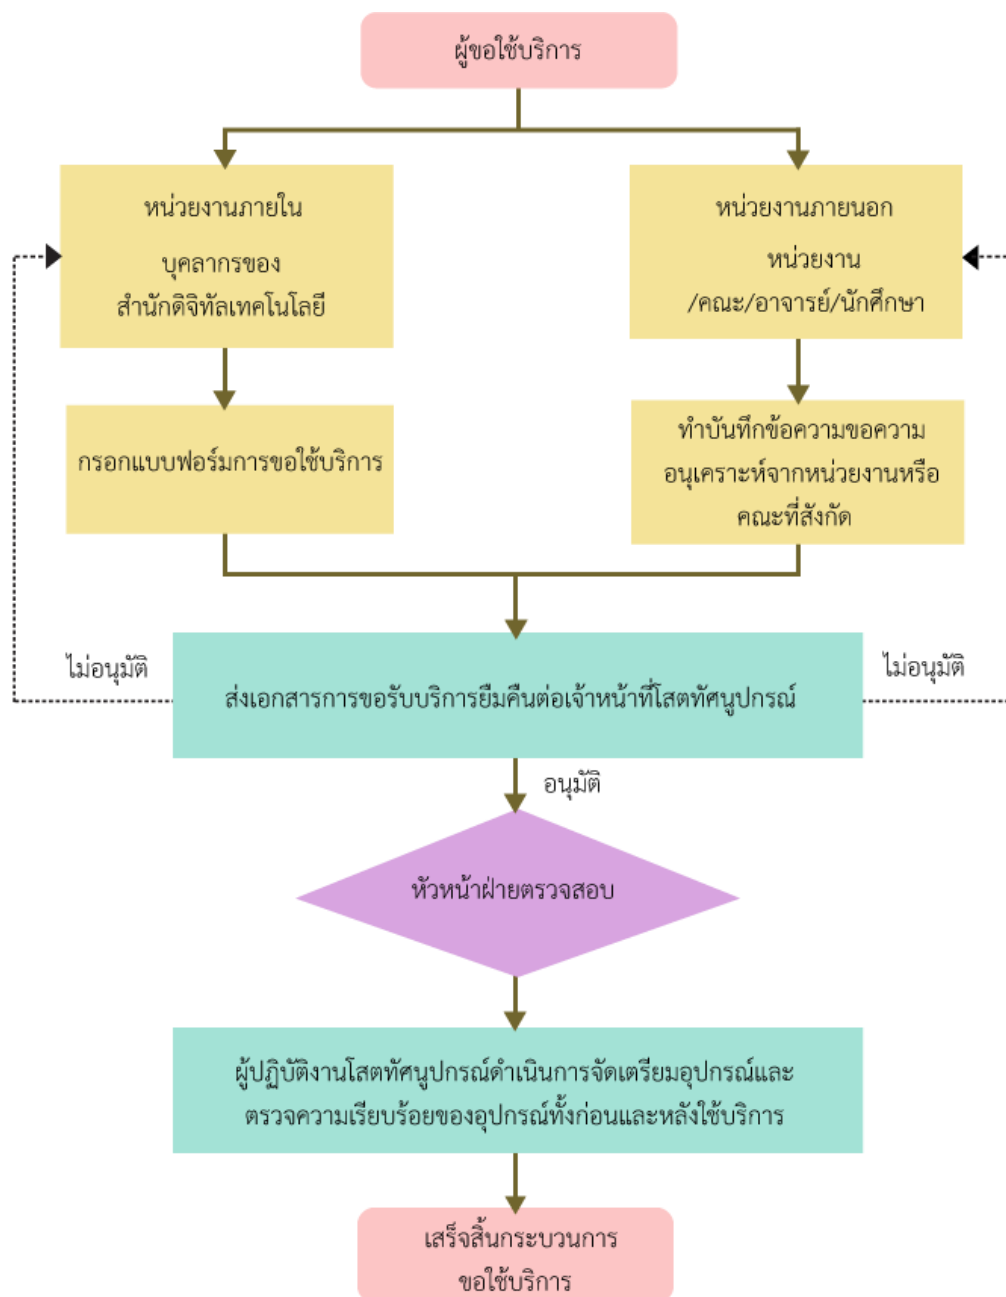 ผู้ขอใช้บริการ
หน่วยงานภายใน
บุคลากรของ
สำนักดิจิทัลเทคโนโลยี
หน่วยงานภายนอก
หน่วยงาน
/คณะ/อาจารย์/นักศึกษา
กรอกแบบฟอร์มการขอใช้บริการ
ทำบันทึกข้อความขอความ
อนุเคราะห์จากหน่วยงานหรือ
คณะที่สังกัด
ไม่อนุมัติ
ส่งเอกสารการขอรับบริการยืมคืนต่อเจ้าหน้าที่โสตทัศนูปกรณ์
ไม่อนุมัติ
อนุมัติ
หัวหน้าฝ่ายตรวจสอบ
ผู้ปฏิบัติงานโสตทัศนูปกรณ์ดำเนินการจัดเตรียมอุปกรณ์และ
ตรวจความเรียบร้อยของอุปกรณ์ทั้งก่อนและหลังใช้บริการ
เสร็จสิ้นกระบวนการ
ขอใช้บริการ